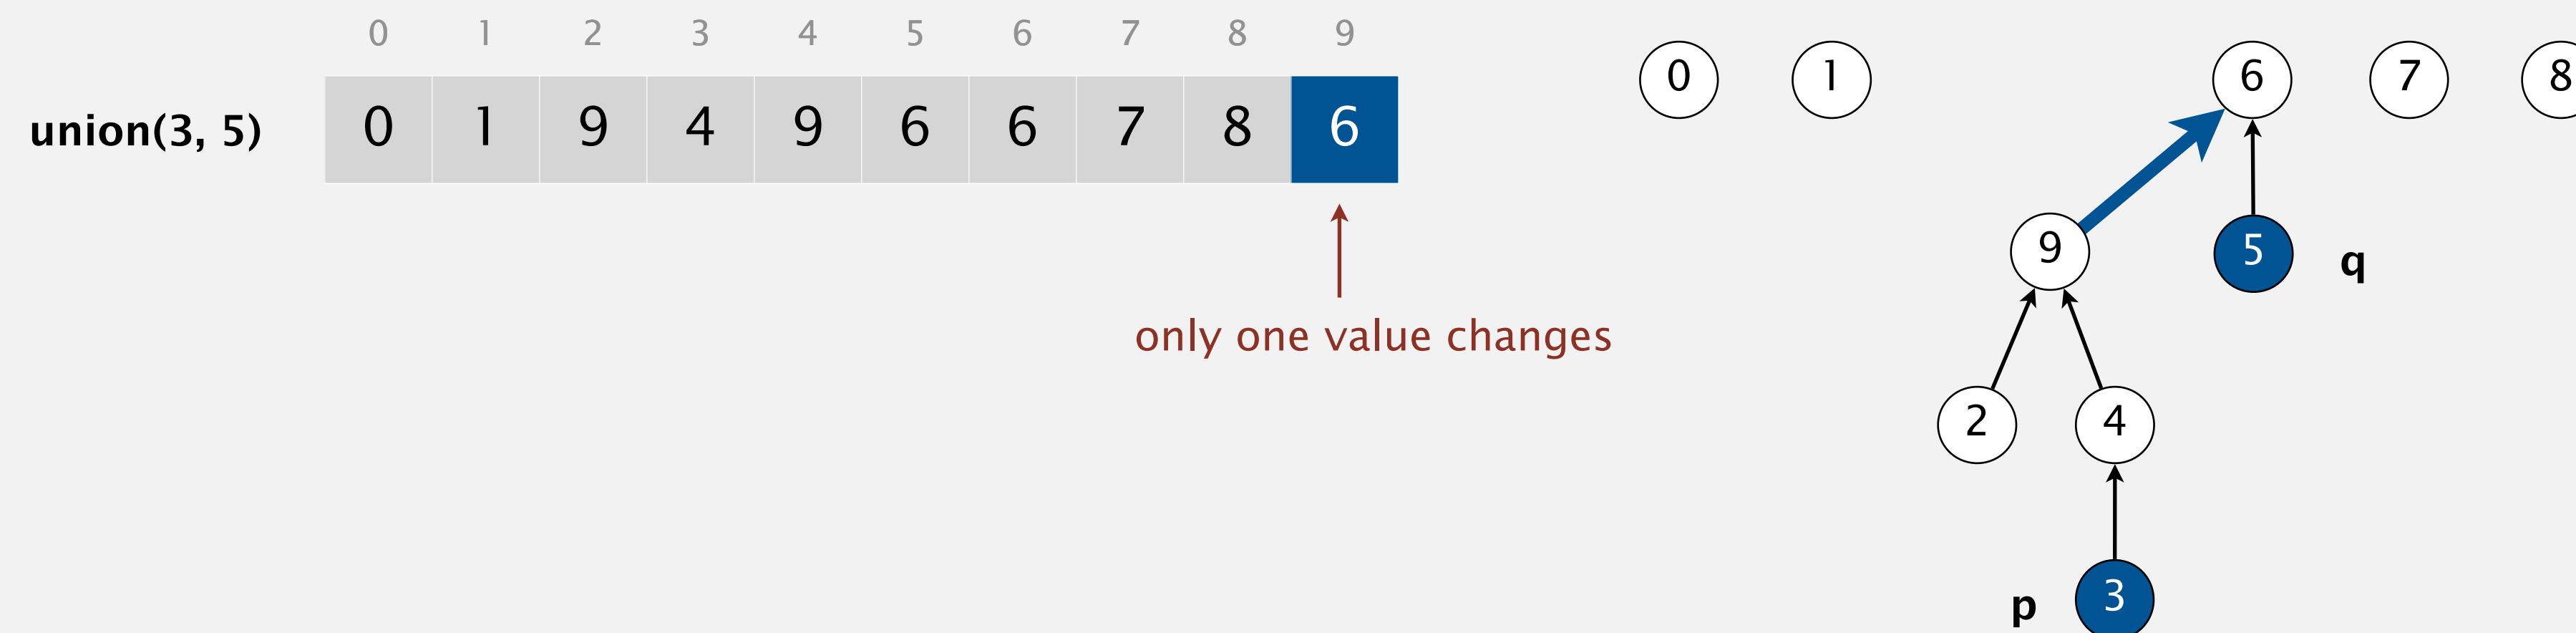 0 1 2 3 4 5 6 7 8 9
union(3, 5) 0 1 9 4 9 6 6 7 8 6
only one value changes
0 1 6 7 8
9 5 q
2 4
p 3